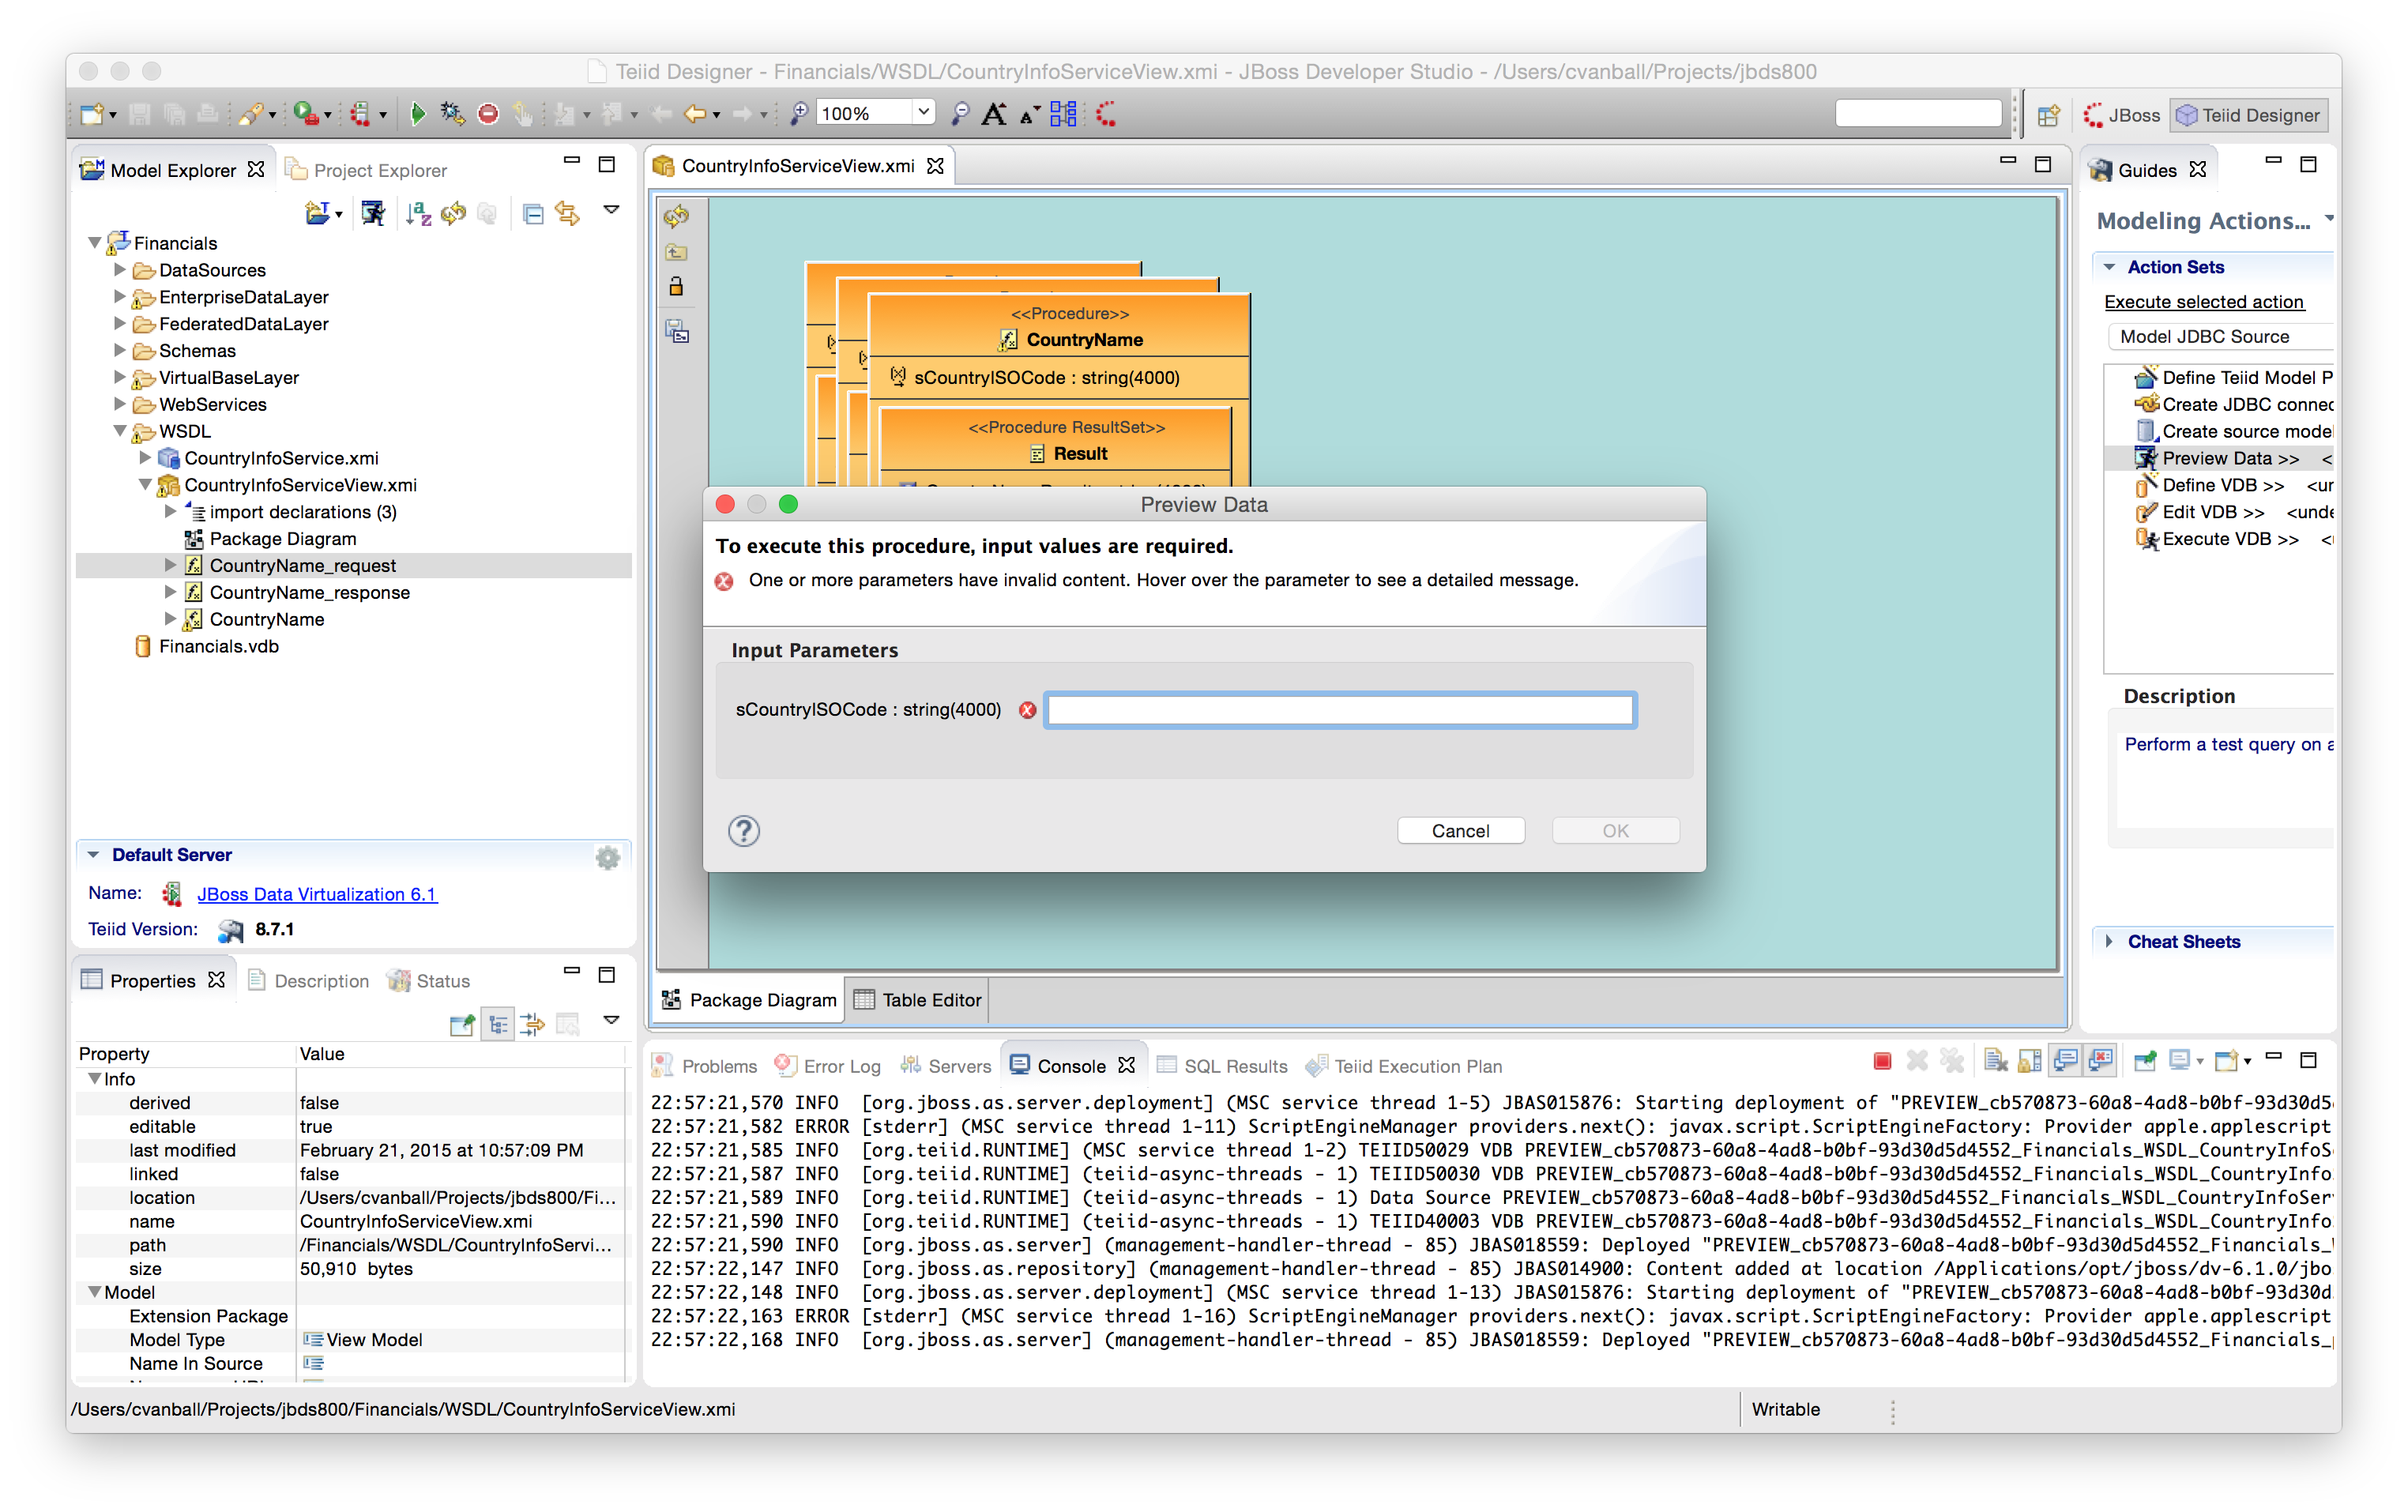 Teiid Designer - Financials/WSDL/CountryInfoServiceView.xmi - JBoss Developer Studio - /Users/cvanball/Projects/jbds800
100%
JBoss
Teiid Designer
Model Explorer
Project Explorer
Financials
DataSources
EnterpriseDataLayer
FederatedDataLayer
Schemas
VirtualBaseLayer
WebServices
WSDL
CountryInfoService.xmi
CountryInfoServiceView.xmi
import declarations (3)
Package Diagram
CountryName_request
CountryName_response
CountryName
Financials.vdb
Default Server
Name: JBoss Data Virtualization 6.1
Teiid Version: 8.7.1
Properties
Description
Status
Property Value
Info
derived false
editable true
last modified February 21, 2015 at 10:57:09 PM
linked false
location /Users/cvanball/Projects/jbds800/Fi...
name CountryInfoServiceView.xmi
path /Financials/WSDL/CountryInfoServi...
size 50,910 bytes
Model
Extension Package
Model Type View Model
Name In Source
CountryInfoServiceView.xmi
<<Procedure>>
CountryName
sCountryISOCode : string(4000)
<<Procedure ResultSet>>
Result
Preview Data
To execute this procedure, input values are required.
One or more parameters have invalid content. Hover over the parameter to see a detailed message.
Input Parameters
sCountryISOCode : string(4000)
?
Cancel
OK
Package Diagram
Table Editor
Guides
Modeling Actions...
Action Sets
Execute selected action
Model JDBC Source
Define Teiid Model P
Create JDBC connec
Create source mode
Preview Data >> <
Define VDB >> <ur
Edit VDB >> <unde
Execute VDB >> <
Description
Perform a test query on a
Cheat Sheets
Problems
Error Log
Servers
Console
SQL Results
Teiid Execution Plan
22:57:21,570 INFO [org.jboss.as.server.deployment] (MSC service thread 1-5) JBAS015876: Starting deployment of "PREVIEW_cb570873-60a8-4ad8-b0bf-93d30d5
22:57:21,582 ERROR [stderr] (MSC service thread 1-11) ScriptEngineManager providers.next(): javax.script.ScriptEngineFactory: Provider apple.applescript
22:57:21,585 INFO [org.teiid.RUNTIME] (MSC service thread 1-2) TEIID50029 VDB PREVIEW_cb570873-60a8-4ad8-b0bf-93d30d5d4552_Financials_WSDL_CountryInfoS
22:57:21,587 INFO [org.teiid.RUNTIME] (teiid-async-threads - 1) TEIID50030 VDB PREVIEW_cb570873-60a8-4ad8-b0bf-93d30d5d4552_Financials_WSDL_CountryInfo
22:57:21,589 INFO [org.teiid.RUNTIME] (teiid-async-threads - 1) Data Source PREVIEW_cb570873-60a8-4ad8-b0bf-93d30d5d4552_Financials_WSDL_CountryInfoSer
22:57:21,590 INFO [org.teiid.RUNTIME] (teiid-async-threads - 1) TEIID40003 VDB PREVIEW_cb570873-60a8-4ad8-b0bf-93d30d5d4552_Financials_WSDL_CountryInfo
22:57:21,590 INFO [org.jboss.as.server] (management-handler-thread - 85) JBAS018559: Deployed "PREVIEW_cb570873-60a8-4ad8-b0bf-93d30d5d4552_Financials_
22:57:22,147 INFO [org.jboss.as.repository] (management-handler-thread - 85) JBAS014900: Content added at location /Applications/opt/jboss/dv-6.1.0/jbo
22:57:22,148 INFO [org.jboss.as.server.deployment] (MSC service thread 1-13) JBAS015876: Starting deployment of "PREVIEW_cb570873-60a8-4ad8-b0bf-93d30d
22:57:22,163 ERROR [stderr] (MSC service thread 1-16) ScriptEngineManager providers.next(): javax.script.ScriptEngineFactory: Provider apple.applescript
22:57:22,168 INFO [org.jboss.as.server] (management-handler-thread - 85) JBAS018559: Deployed "PREVIEW_cb570873-60a8-4ad8-b0bf-93d30d5d4552_Financials_
/Users/cvanball/Projects/jbds800/Financials/WSDL/CountryInfoServiceView.xmi
Writable